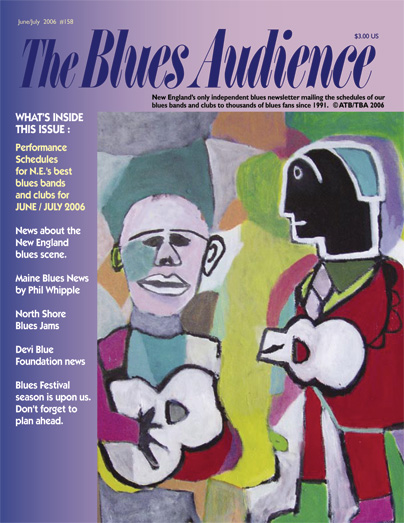 June/July 2006 #158
$3.00 US
The Blues Audience
New England's only independent blues newsletter mailing the schedules of our
blues bands and clubs to thousands of blues fans since 1991. ©ATB/TBA 2006
WHAT'S INSIDE
THIS ISSUE :
Performance
Schedules
for N.E.'s best
blues bands
and clubs for
JUNE / JULY 2006
News about the
New England
blues scene.
Maine Blues News
by Phil Whipple
North Shore
Blues Jams
Devi Blue
Foundation news
Blues Festival
season is upon us.
Don't forget to
plan ahead.